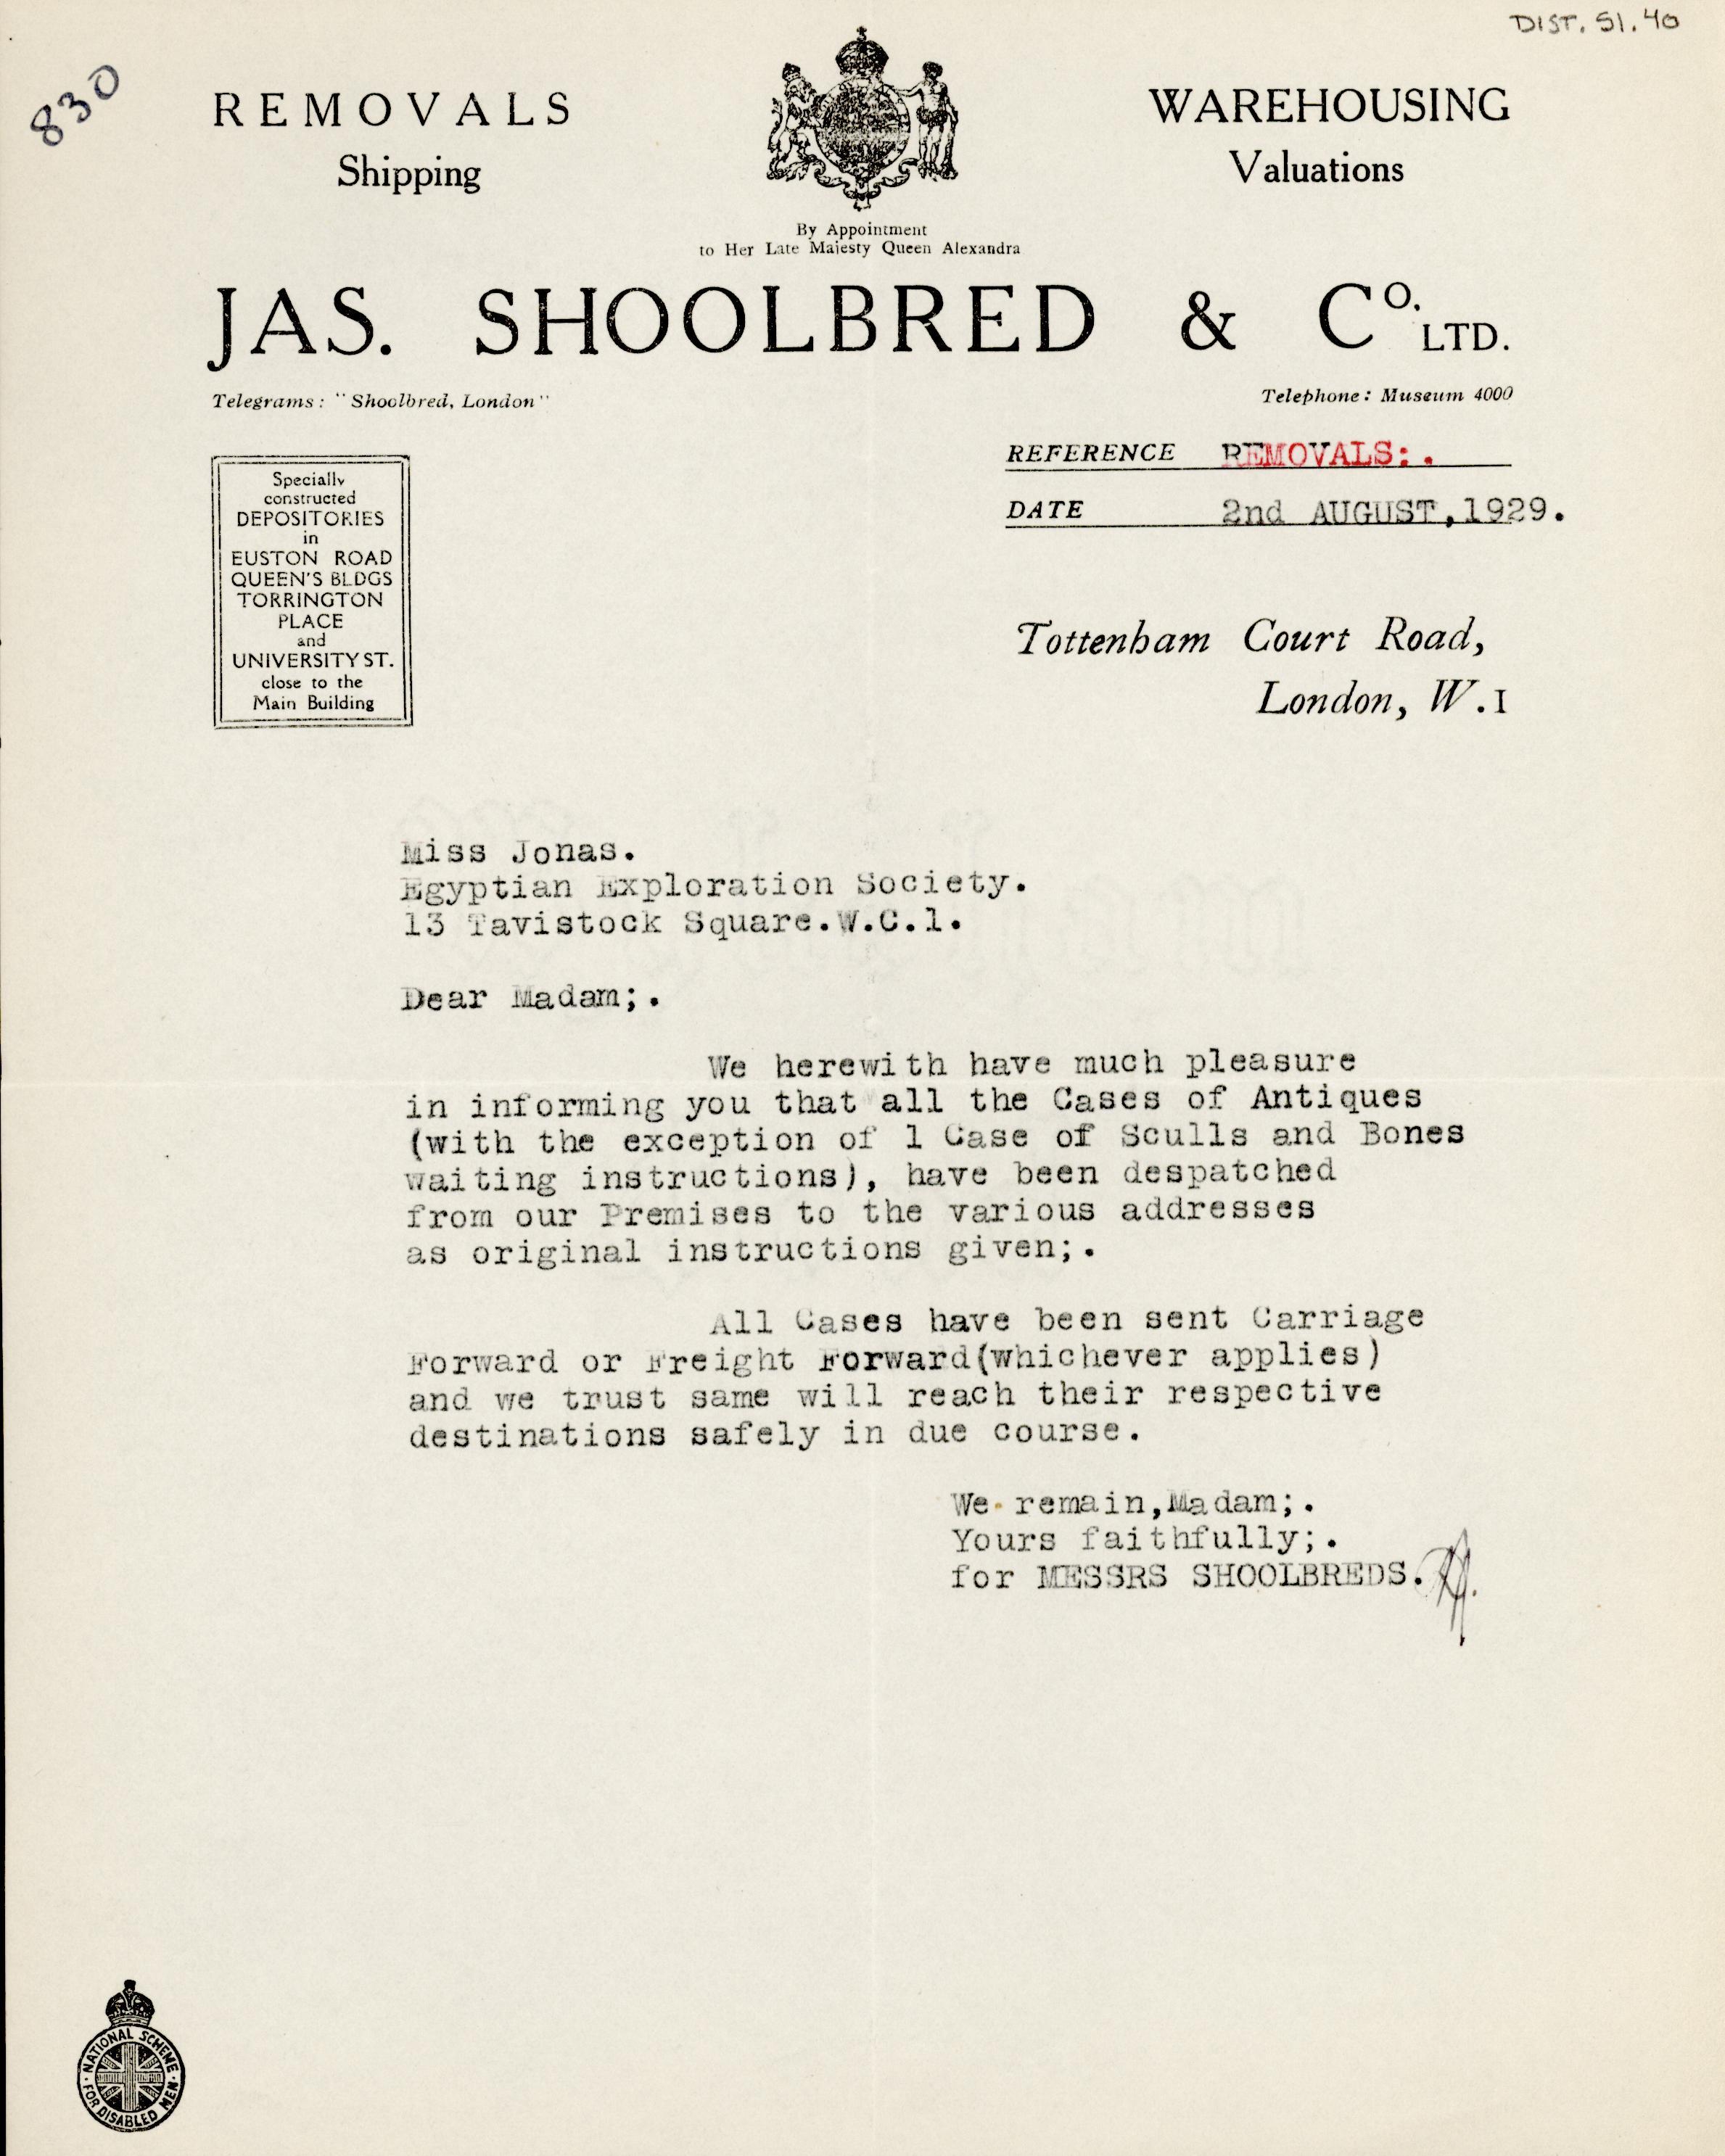 DIST. 51.40
830
REMOVALS
Shipping
WAREHOUSING
Valuations
By Appointment
to Her Late Majesty Queen Alexandra
JAS. SHOOLBRED & Co. LTD.
Telegrams: "Shoolbred, London"
Telephone: Museum 4000
REFERENCE REMOVALS:.
DATE 2nd AUGUST,1929.
Specially
constructed
DEPOSITORIES
in
EUSTON ROAD
QUEEN'S BLDGS
TORRINGTON
PLACE
and
UNIVERSITY ST.
close to the
Main Building
Tottenham Court Road,
London, W.1
Miss Jonas.
Egyptian Exploration Society.
13 Tavistock Square.W.C.1.
Dear Madam;.
We herewith have much pleasure
in informing you that all the Cases of Antiques
(with the exception of 1 Case of Sculls and Bones
waiting instructions), have been despatched
from our Premises to the various addresses
as original instructions given;.
All Cases have been sent Carriage
Forward or Freight Forward(whichever applies)
and we trust same will reach their respective
destinations safely in due course.
We remain,Madam;.
Yours faithfully;.
for MESSRS SHOOLBREDS.
NATIONAL SCHEME
FOR DISABLED MEN